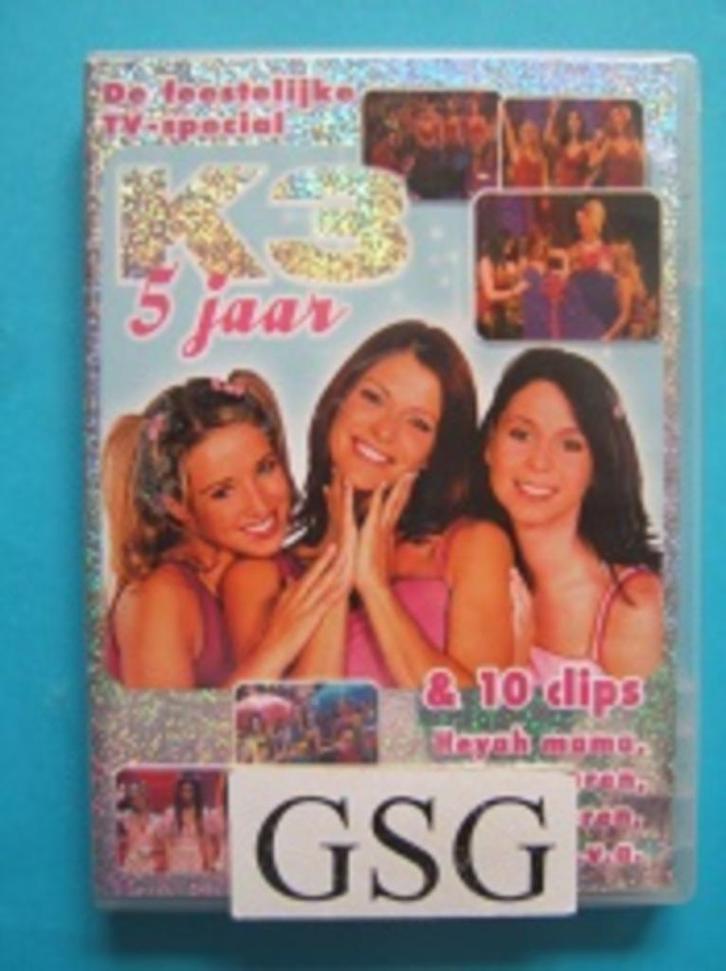 De feestelijke
TV-special
K3
5 jaar
& 10 clips
Heyah mama,
v.a.
GSG